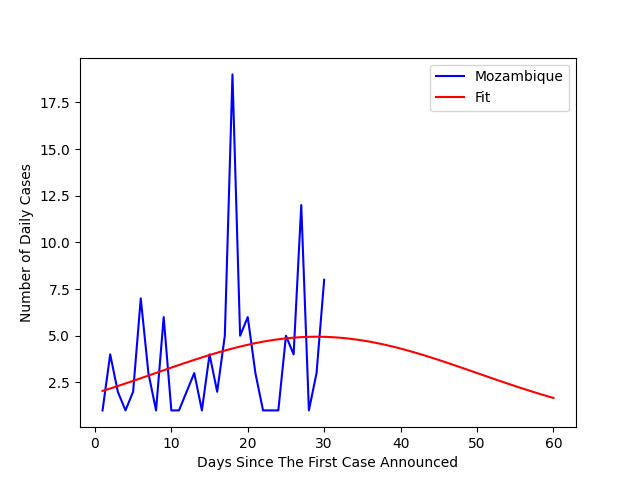 Mozambique
Fit
17.5
15.0
12.5
10.0
7.5
5.0
2.5
Number of Daily Cases
0 10 20 30 40 50 60
Days Since The First Case Announced